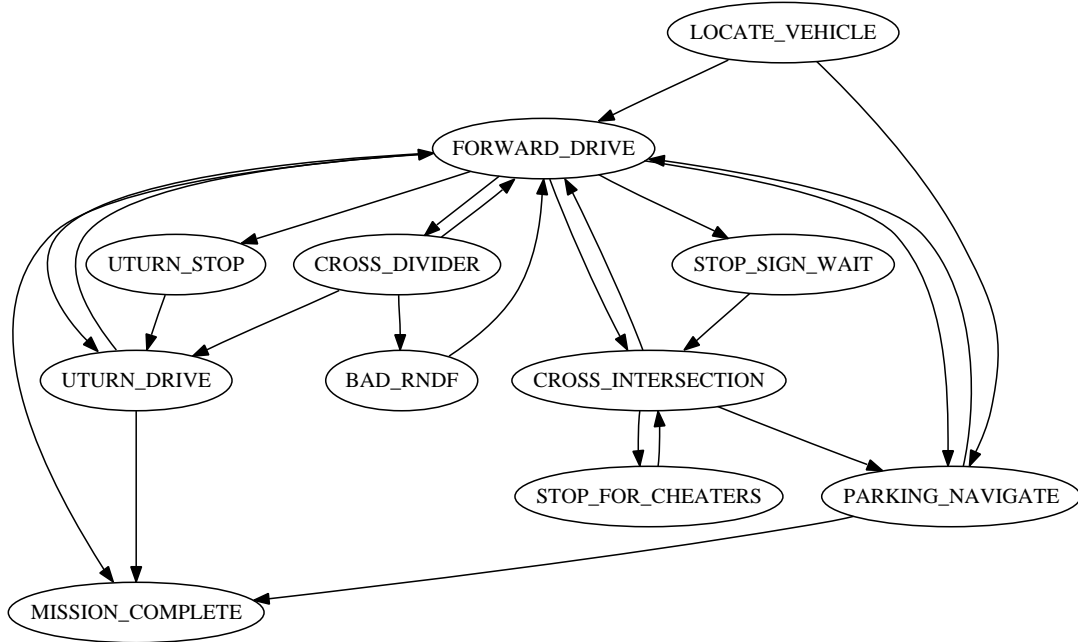 LOCATE_VEHICLE
FORWARD_DRIVE
UTURN_STOP
CROSS_DIVIDER
STOP_SIGN_WAIT
UTURN_DRIVE
BAD_RNDF
CROSS_INTERSECTION
STOP_FOR_CHEATERS
PARKING_NAVIGATE
MISSION_COMPLETE